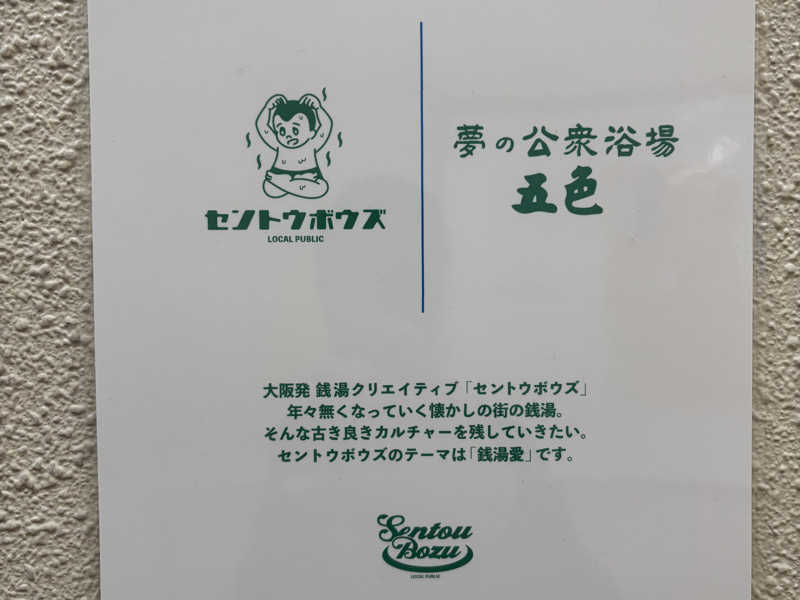 セントウボウズ
LOCAL PUBLIC
夢の公衆浴場
五色
大阪発 銭湯クリエイティブ「セントウボウズ」
年々無くなっていく懐かしの街の銭湯。
そんな古き良きカルチャーを残していきたい。
セントウボウズのテーマは「銭湯愛」です。
Sentou
Bozu
LOCAL PUBLIC